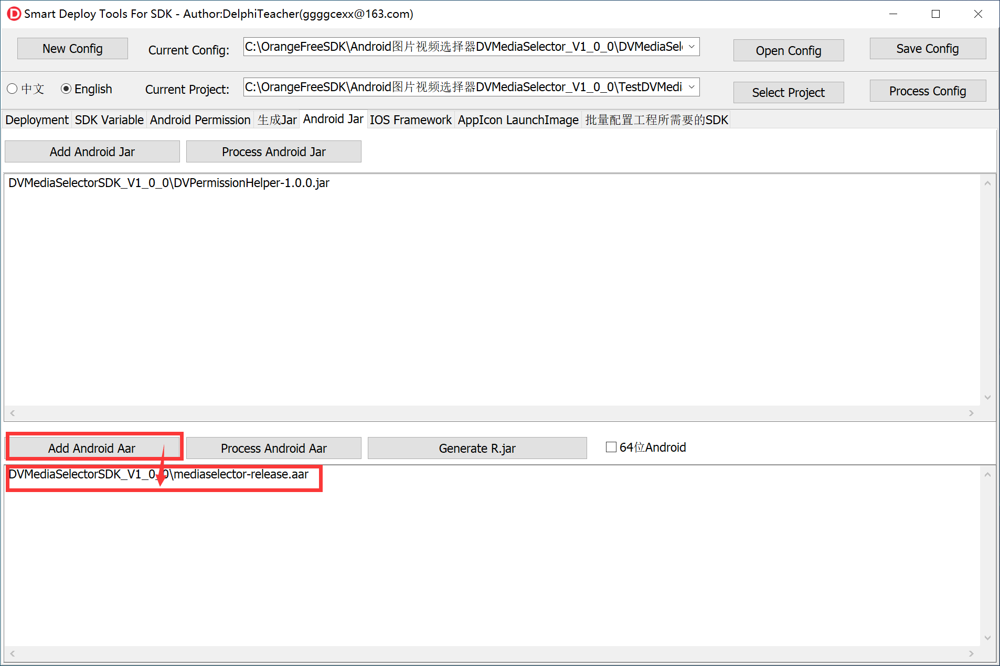 Smart Deploy Tools For SDK - Author:DelphiTeacher(ggggcexx@163.com)
New Config
Current Config:
C:\OrangeFreeSDK\Android图片视频选择器DVMediaSelector_V1_0_0\DVMediaSel
Open Config
Save Config
中文
English
Current Project:
C:\OrangeFreeSDK\Android图片视频选择器DVMediaSelector_V1_0_0\TestDVMedi
Select Project
Process Config
Deployment
SDK Variable
Android Permission
生成Jar
Android Jar
IOS Framework
AppIcon LaunchImage
批量配置工程所需要的SDK
Add Android Jar
Process Android Jar
DVMediaSelectorSDK_V1_0_0\DVPermissionHelper-1.0.0.jar
Add Android Aar
Process Android Aar
Generate R.jar
64位Android
DVMediaSelectorSDK_V1_0_0\mediaselector-release.aar